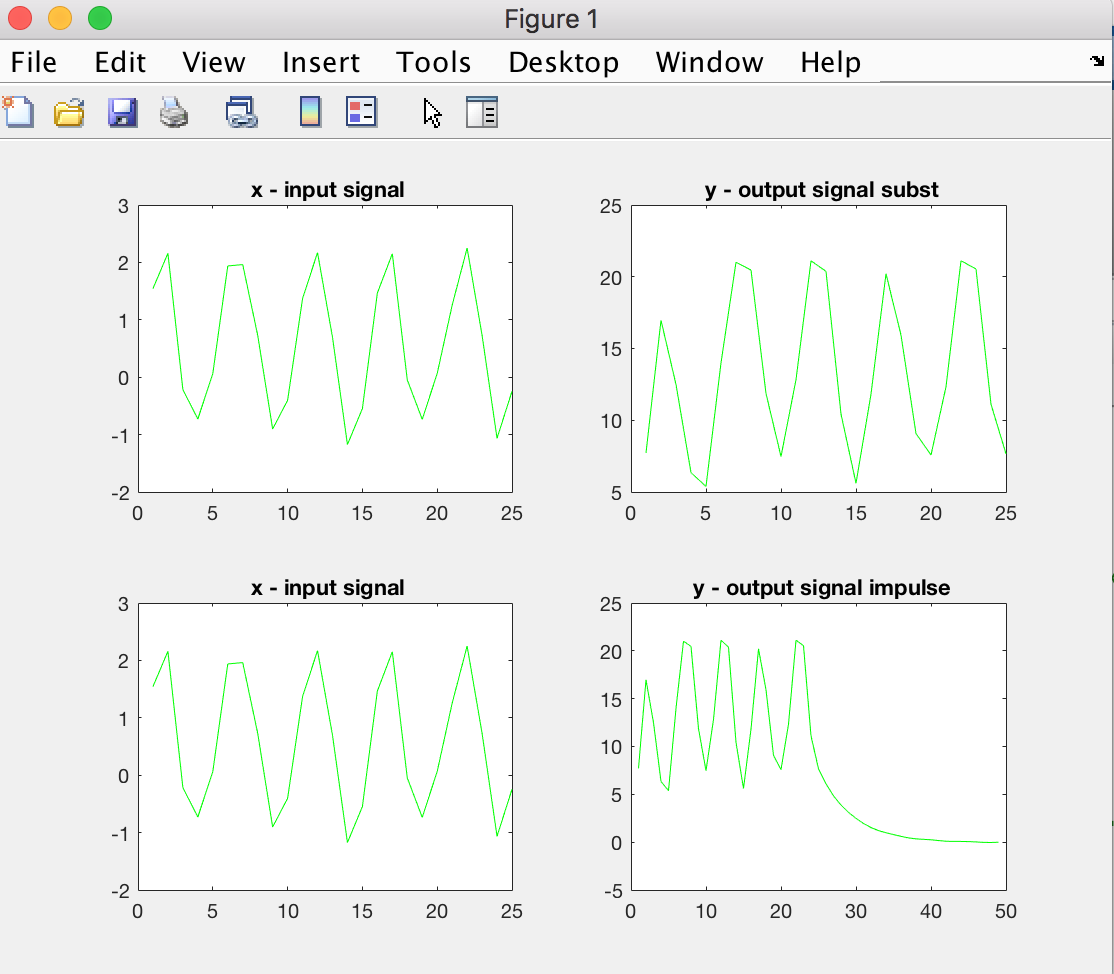 Figure 1
File Edit View Insert Tools Desktop Window Help
x - input signal
3
2
1
0
-1
-2
0 5 10 15 20 25
y - output signal subst
25
20
15
10
5
0 5 10 15 20 25
x - input signal
3
2
1
0
-1
-2
0 5 10 15 20 25
y - output signal impulse
25
20
15
10
5
0
-5
0 10 20 30 40 50